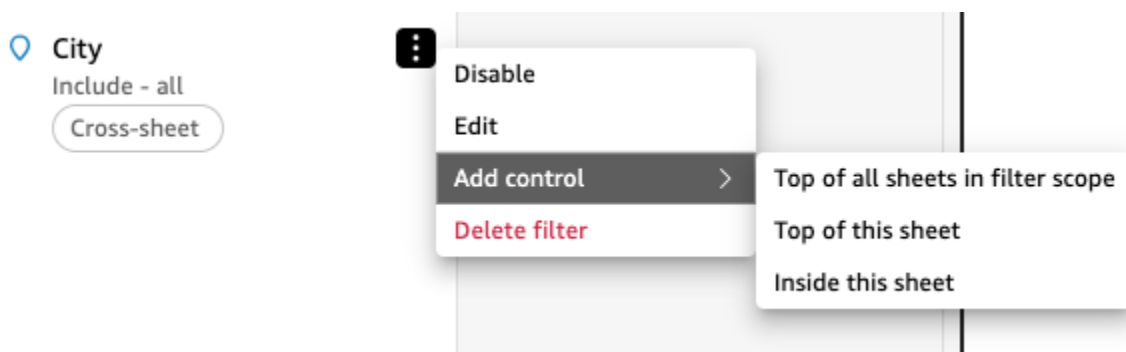 City
Include - all
Cross-sheet
Disable
Edit
Add control
Delete filter
Top of all sheets in filter scope
Top of this sheet
Inside this sheet